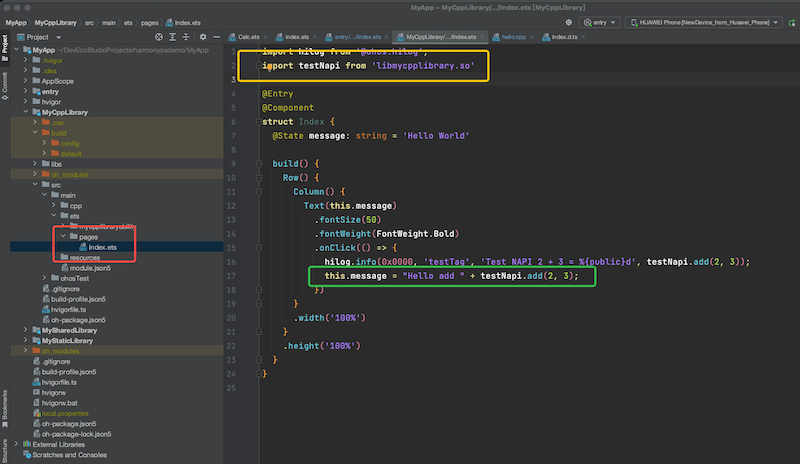 MyApp – MyCppLibrary/.../Index.ets [MyCppLibrary]
MyApp › MyCppLibrary › src › main › ets › pages › Index.ets
entry
HUAWEI Phone[NewDevice_from_Huawei_Phone]
Project
Calc.ets
index.ets
entry/.../Index.ets
MyCppLibrary/.../Index.ets
hello.cpp
index.d.ts
Project
Commit
Bookmarks
Structure
MyApp ~/DevEcoStudioProjects/harmonyosdemo/MyApp
.hvigor
.idea
AppScope
entry
hvigor
MyCppLibrary
.cxx
build
config
default
libs
oh_modules
src
main
cpp
ets
mycpplibraryability
pages
Index.ets
resources
module.json5
ohosTest
.gitignore
build-profile.json5
hvigorfile.ts
oh-package.json5
MySharedLibrary
MyStaticLibrary
oh_modules
.gitignore
build-profile.json5
hvigorfile.ts
hvigorw
hvigorw.bat
local.properties
oh-package.json5
oh-package-lock.json5
External Libraries
Scratches and Consoles
1 import hilog from '@ohos.hilog';
2 import testNapi from 'libmycpplibrary.so'
3
4 @Entry
5 @Component
6 struct Index {
7 @State message: string = 'Hello World'
8
9 build() {
10 Row() {
11 Column() {
12 Text(this.message)
13 .fontSize(50)
14 .fontWeight(FontWeight.Bold)
15 .onClick(() => {
16 hilog.info(0x0000, 'testTag', 'Test NAPI 2 + 3 = %{public}d', testNapi.add(2, 3));
17 this.message = "Hello add " + testNapi.add(2, 3);
18 })
19 }
20 .width('100%')
21 }
22 .height('100%')
23 }
24 }
25